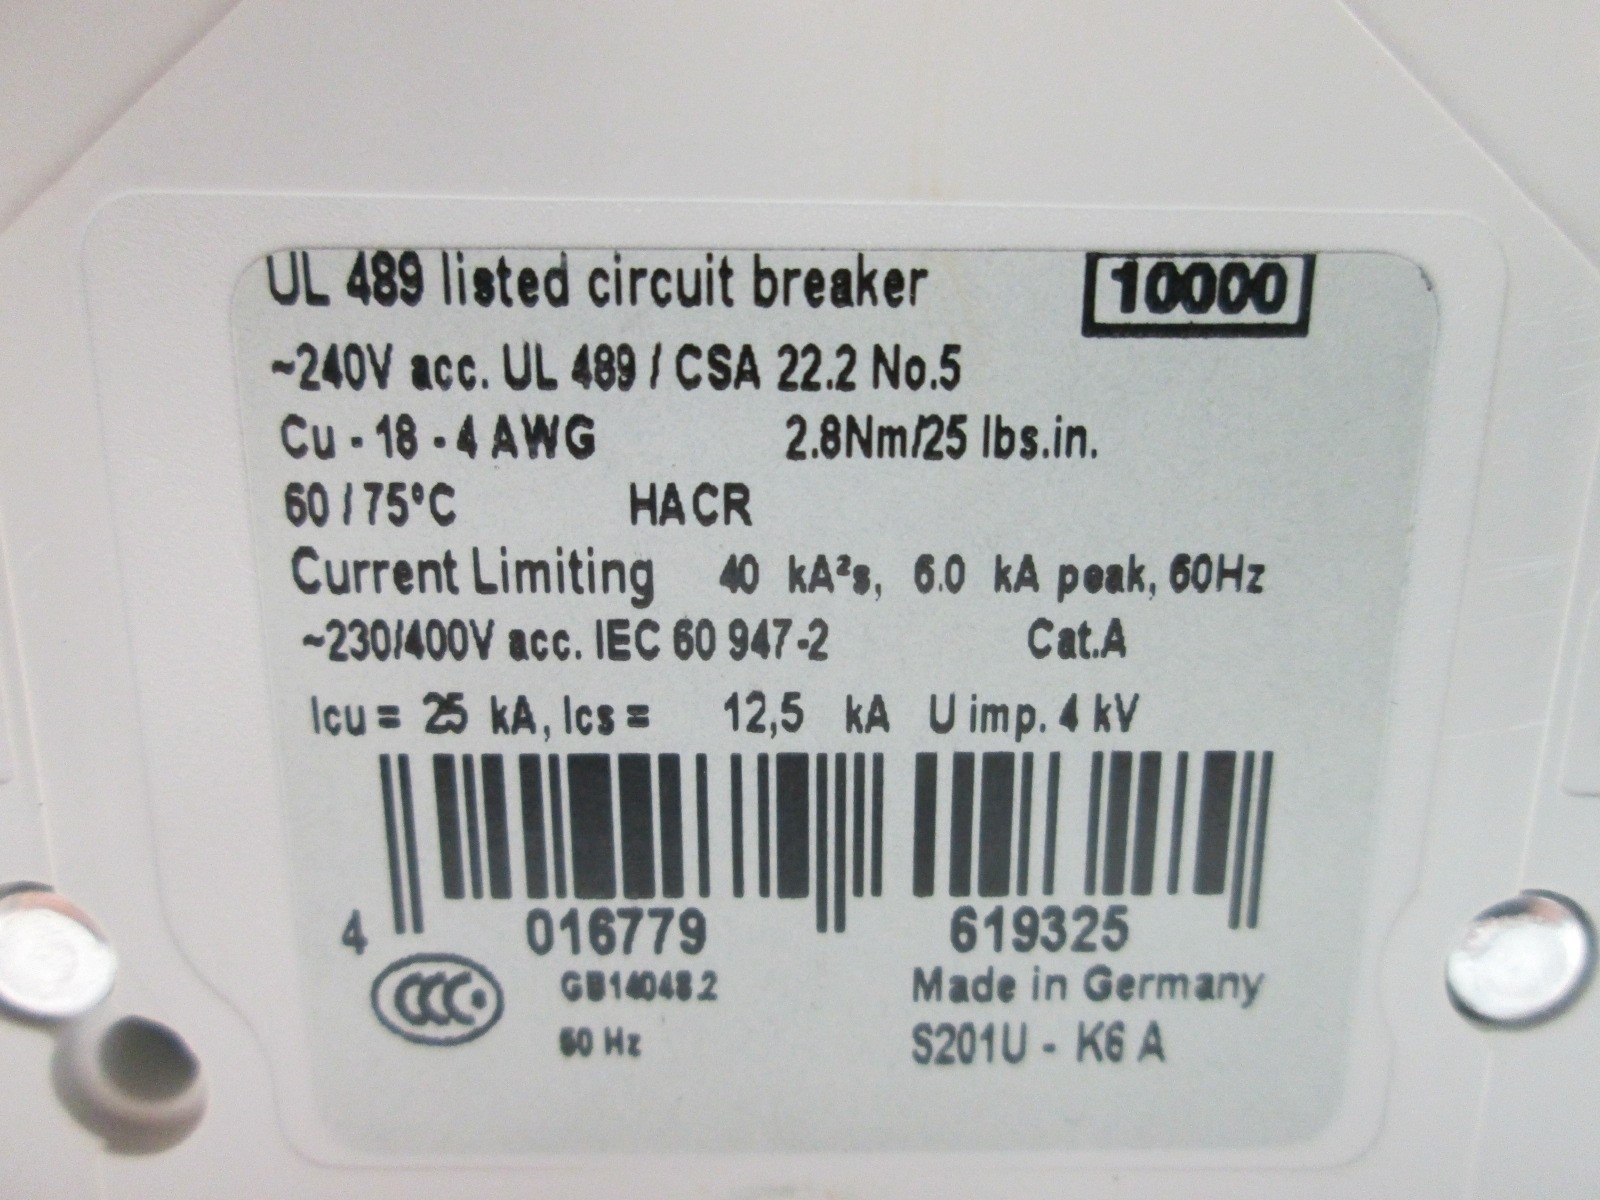 UL 489 listed circuit breaker 10000
~240V acc. UL 489 / CSA 22.2 No.5
Cu - 18 - 4 AWG 2.8Nm/25 lbs.in.
60 / 75°C HACR
Current Limiting 40 kA²s, 6.0 kA peak, 60Hz
~230/400V acc. IEC 60 947-2 Cat.A
Icu = 25 kA, Ics = 12,5 kA U imp. 4 kV
4 016779 619325
CCC GB14048.2 Made in Germany
Hz S201U - K6 A